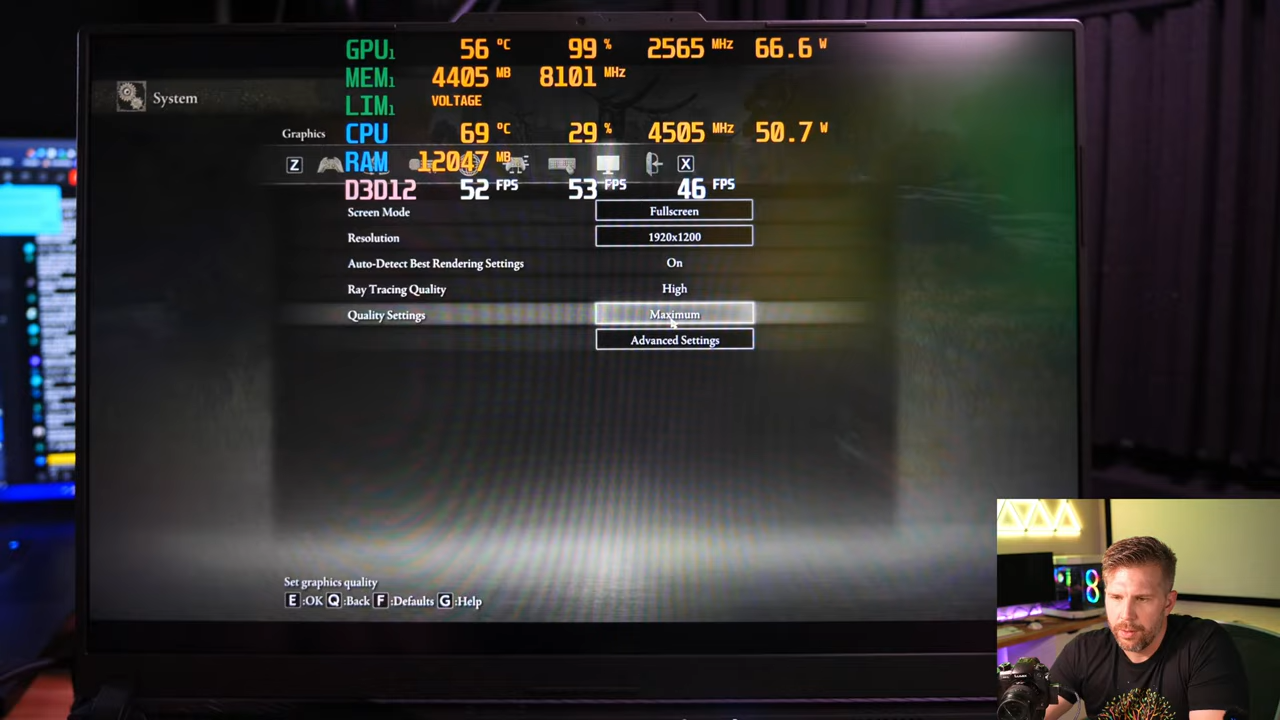 GPU1 56 °C 99 % 2565 MHz 66.6 W
MEM1 4405 MB 8101 MHz
LIM1 VOLTAGE
System
Graphics CPU 69 °C 29 % 4505 MHz 50.7 W
Z RAM 12047 MB X
D3D12 52 FPS 53 FPS 46 FPS
Screen Mode Fullscreen
Resolution 1920x1200
Auto-Detect Best Rendering Settings On
Ray Tracing Quality High
Quality Settings Maximum
Advanced Settings
Set graphics quality
E :OK Q :Back F :Defaults G :Help